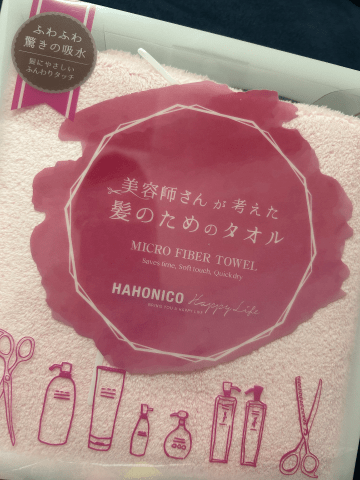 ふわふわ
驚きの吸水
髪にやさしい
ふんわりタッチ
美容師さんが考えた
髪のためのタオル
MICRO FIBER TOWEL
Saves time, Soft touch, Quick dry
HAHONICO Happy Life